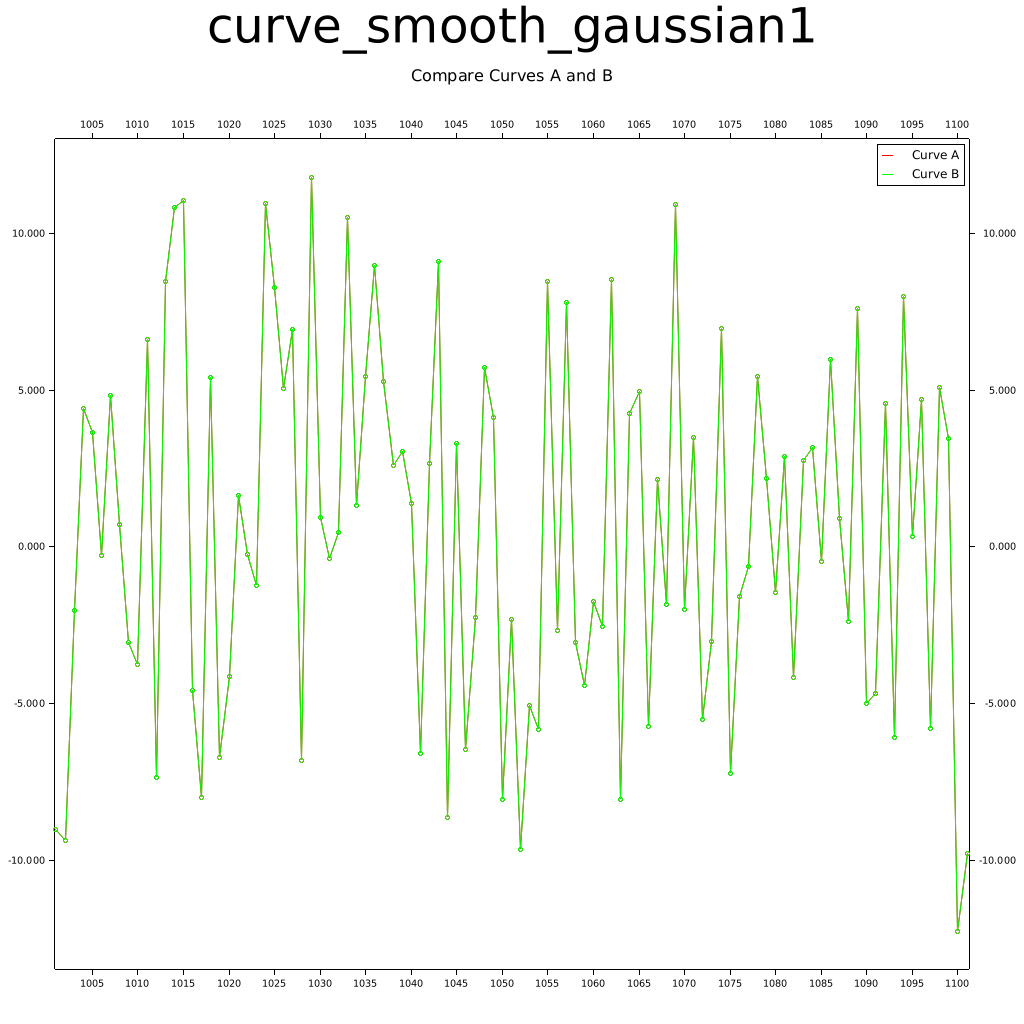 curve_smooth_gaussian1
Compare Curves A and B
1005 1010 1015 1020 1025 1030 1035 1040 1045 1050 1055 1060 1065 1070 1075 1080 1085 1090 1095 1100
Curve A
Curve B
10.000 10.000
5.000 5.000
0.000 0.000
-5.000 -5.000
-10.000 -10.000
1005 1010 1015 1020 1025 1030 1035 1040 1045 1050 1055 1060 1065 1070 1075 1080 1085 1090 1095 1100